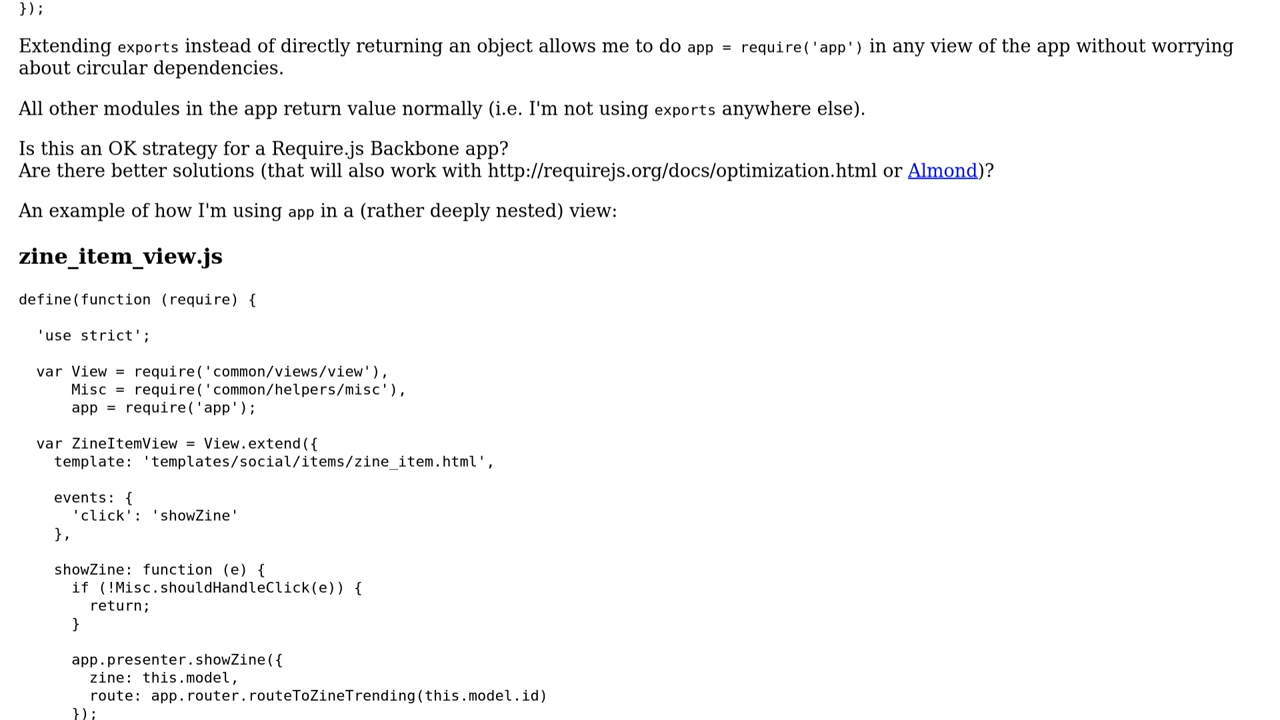 });
Extending exports instead of directly returning an object allows me to do app = require('app') in any view of the app without worrying
about circular dependencies.
All other modules in the app return value normally (i.e. I'm not using exports anywhere else).
Is this an OK strategy for a Require.js Backbone app?
Are there better solutions (that will also work with http://requirejs.org/docs/optimization.html or Almond)?
An example of how I'm using app in a (rather deeply nested) view:
zine_item_view.js
define(function (require) {
  'use strict';
  var View = require('common/views/view'),
      Misc = require('common/helpers/misc'),
      app = require('app');
  var ZineItemView = View.extend({
    template: 'templates/social/items/zine_item.html',
    events: {
      'click': 'showZine'
    },
    showZine: function (e) {
      if (!Misc.shouldHandleClick(e)) {
        return;
      }
      app.presenter.showZine({
        zine: this.model,
        route: app.router.routeToZineTrending(this.model.id)
      });